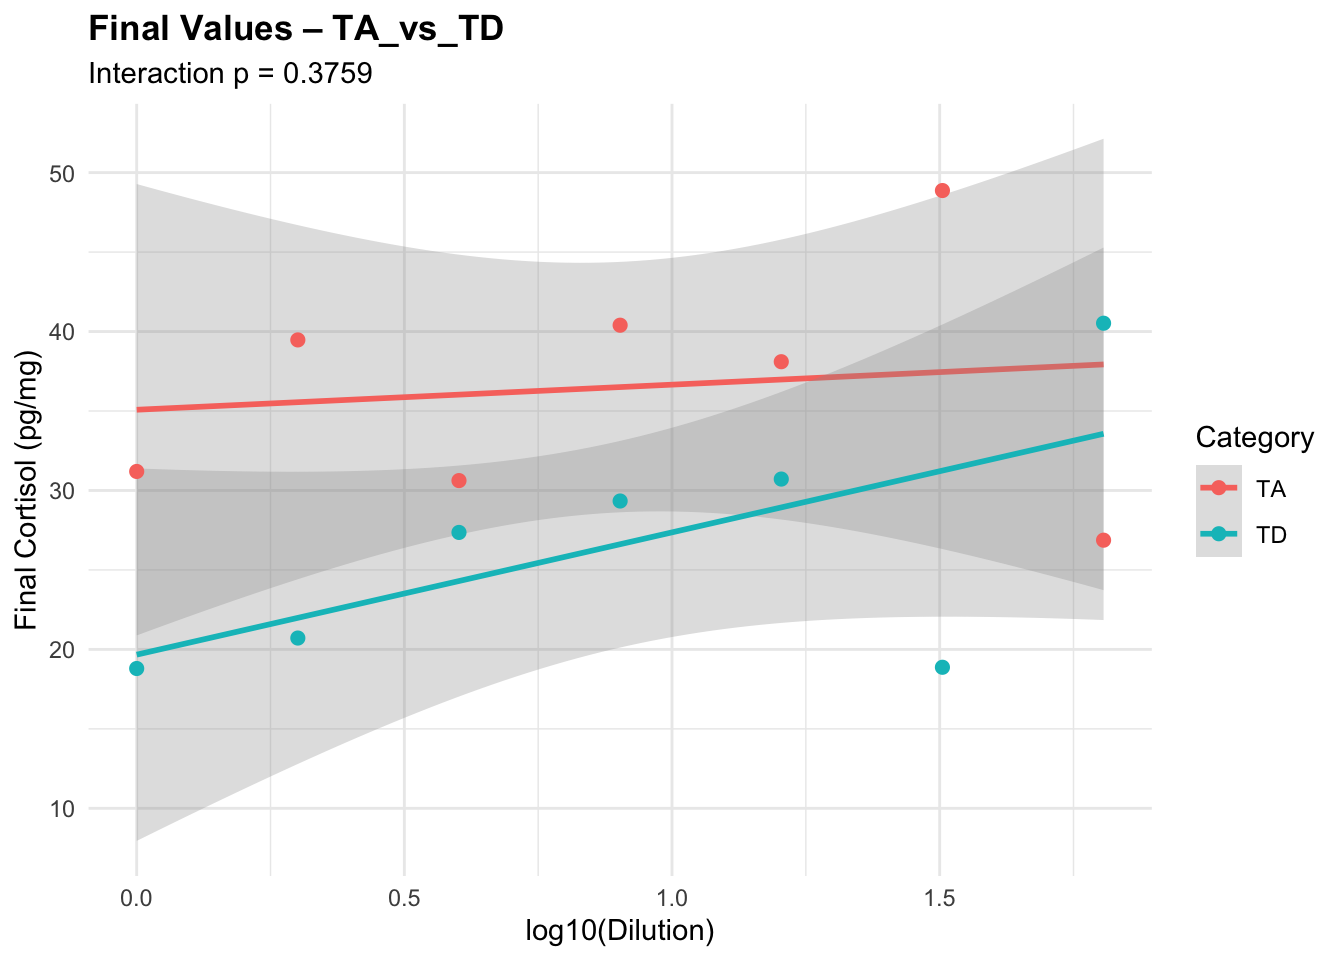 Final Values – TA_vs_TD
Interaction p = 0.3759
Final Cortisol (pg/mg)
50
40
30
20
10
0.0
0.5
1.0
1.5
log10(Dilution)
Category
TA
TD